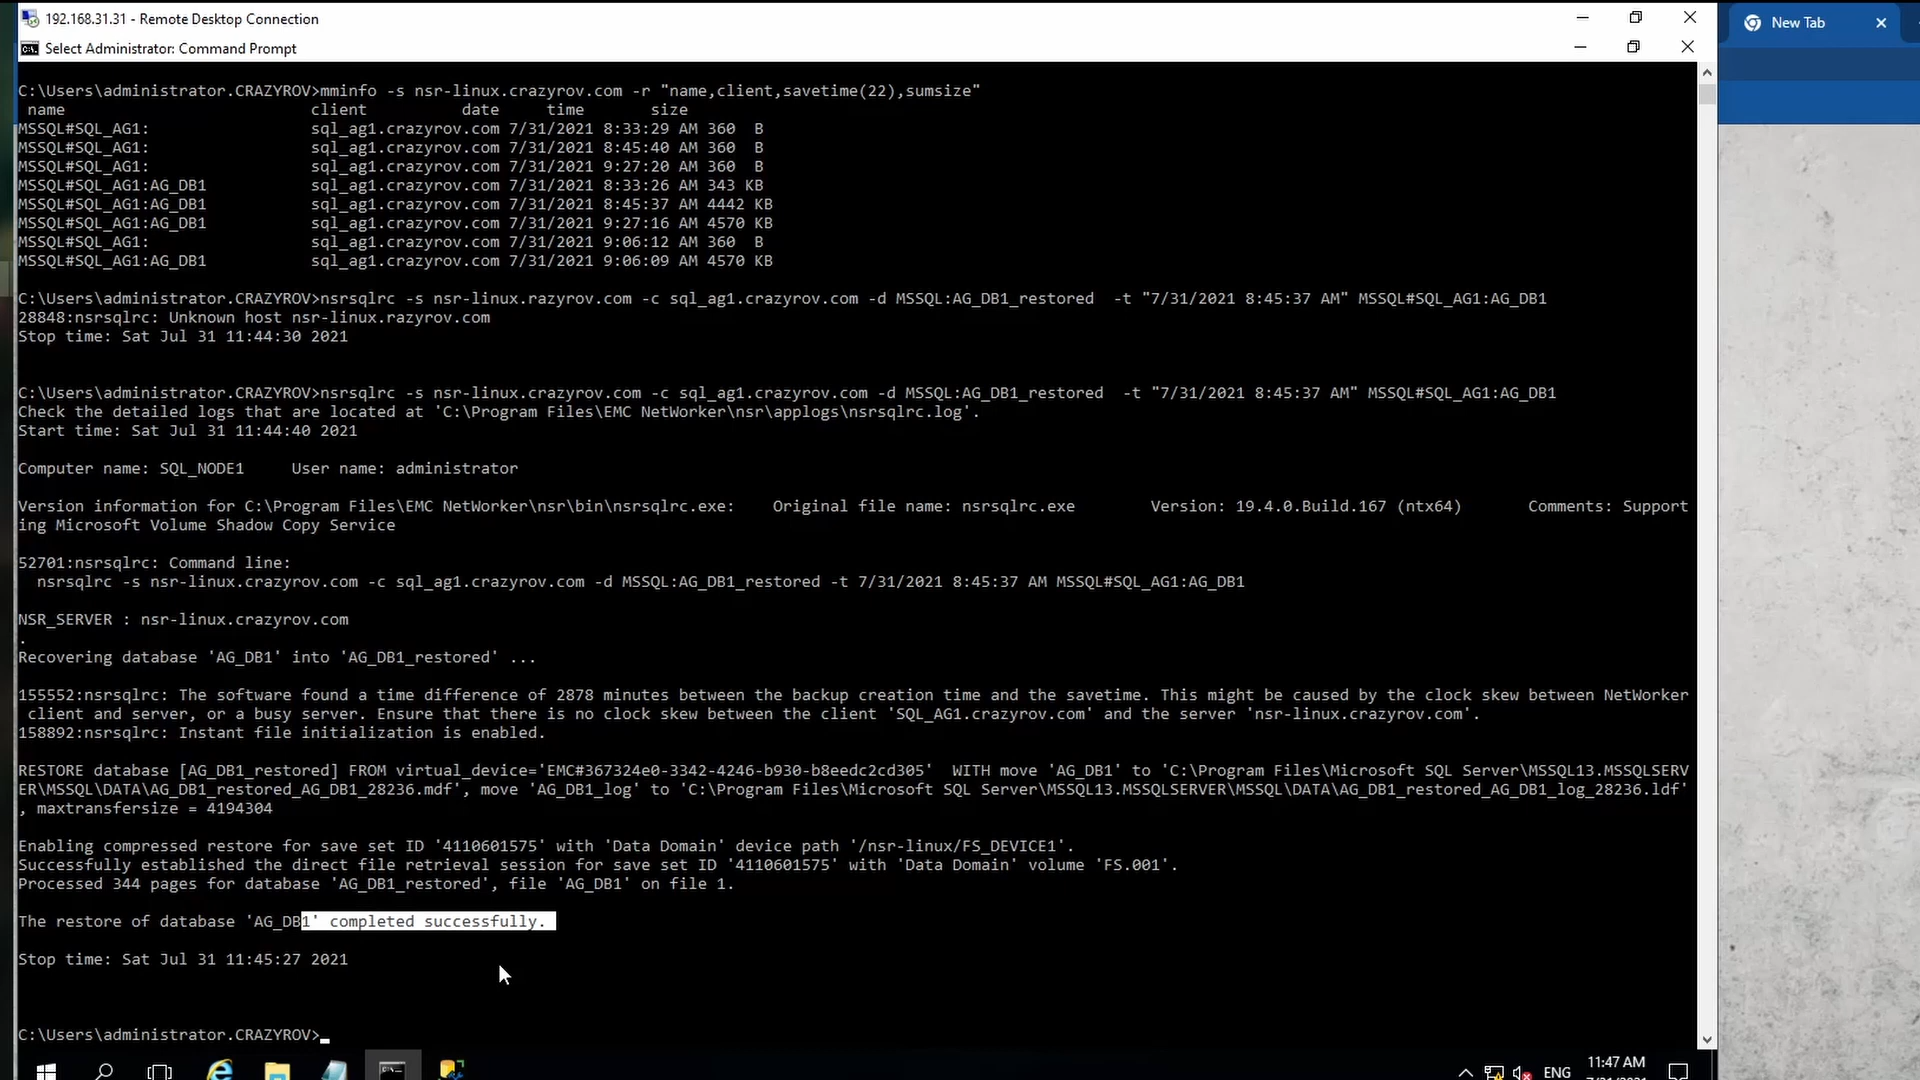 192.168.31.31 - Remote Desktop Connection
New Tab
Select Administrator: Command Prompt
C:\Users\administrator.CRAZYROV>mminfo -s nsr-linux.crazyrov.com -r "name,client,savetime(22),sumsize"
name client date time size
MSSQL#SQL_AG1: sql_ag1.crazyrov.com 7/31/2021 8:33:29 AM 360 B
MSSQL#SQL_AG1: sql_ag1.crazyrov.com 7/31/2021 8:45:40 AM 360 B
MSSQL#SQL_AG1: sql_ag1.crazyrov.com 7/31/2021 9:27:20 AM 360 B
MSSQL#SQL_AG1:AG_DB1 sql_ag1.crazyrov.com 7/31/2021 8:33:26 AM 343 KB
MSSQL#SQL_AG1:AG_DB1 sql_ag1.crazyrov.com 7/31/2021 8:45:37 AM 4442 KB
MSSQL#SQL_AG1:AG_DB1 sql_ag1.crazyrov.com 7/31/2021 9:27:16 AM 4570 KB
MSSQL#SQL_AG1: sql_ag1.crazyrov.com 7/31/2021 9:06:12 AM 360 B
MSSQL#SQL_AG1:AG_DB1 sql_ag1.crazyrov.com 7/31/2021 9:06:09 AM 4570 KB
C:\Users\administrator.CRAZYROV>nsrsqlrc -s nsr-linux.razyrov.com -c sql_ag1.crazyrov.com -d MSSQL:AG_DB1_restored -t "7/31/2021 8:45:37 AM" MSSQL#SQL_AG1:AG_DB1
28848:nsrsqlrc: Unknown host nsr-linux.razyrov.com
Stop time: Sat Jul 31 11:44:30 2021
C:\Users\administrator.CRAZYROV>nsrsqlrc -s nsr-linux.crazyrov.com -c sql_ag1.crazyrov.com -d MSSQL:AG_DB1_restored -t "7/31/2021 8:45:37 AM" MSSQL#SQL_AG1:AG_DB1
Check the detailed logs that are located at 'C:\Program Files\EMC NetWorker\nsr\applogs\nsrsqlrc.log'.
Start time: Sat Jul 31 11:44:40 2021
Computer name: SQL_NODE1 User name: administrator
Version information for C:\Program Files\EMC NetWorker\nsr\bin\nsrsqlrc.exe: Original file name: nsrsqlrc.exe Version: 19.4.0.Build.167 (ntx64) Comments: Support
ing Microsoft Volume Shadow Copy Service
52701:nsrsqlrc: Command line:
nsrsqlrc -s nsr-linux.crazyrov.com -c sql_ag1.crazyrov.com -d MSSQL:AG_DB1_restored -t 7/31/2021 8:45:37 AM MSSQL#SQL_AG1:AG_DB1
NSR_SERVER : nsr-linux.crazyrov.com
.
Recovering database 'AG_DB1' into 'AG_DB1_restored' ...
155552:nsrsqlrc: The software found a time difference of 2878 minutes between the backup creation time and the savetime. This might be caused by the clock skew between NetWorker
client and server, or a busy server. Ensure that there is no clock skew between the client 'SQL_AG1.crazyrov.com' and the server 'nsr-linux.crazyrov.com'.
158892:nsrsqlrc: Instant file initialization is enabled.
RESTORE database [AG_DB1_restored] FROM virtual_device='EMC#367324e0-3342-4246-b930-b8eedc2cd305' WITH move 'AG_DB1' to 'C:\Program Files\Microsoft SQL Server\MSSQL13.MSSQLSERV
ER\MSSQL\DATA\AG_DB1_restored_AG_DB1_28236.mdf', move 'AG_DB1_log' to 'C:\Program Files\Microsoft SQL Server\MSSQL13.MSSQLSERVER\MSSQL\DATA\AG_DB1_restored_AG_DB1_log_28236.ldf'
, maxtransfersize = 4194304
Enabling compressed restore for save set ID '4110601575' with 'Data Domain' device path '/nsr-linux/FS_DEVICE1'.
Successfully established the direct file retrieval session for save set ID '4110601575' with 'Data Domain' volume 'FS.001'.
Processed 344 pages for database 'AG_DB1_restored', file 'AG_DB1' on file 1.
The restore of database 'AG_DB1' completed successfully.
Stop time: Sat Jul 31 11:45:27 2021
C:\Users\administrator.CRAZYROV>
ENG
11:47 AM